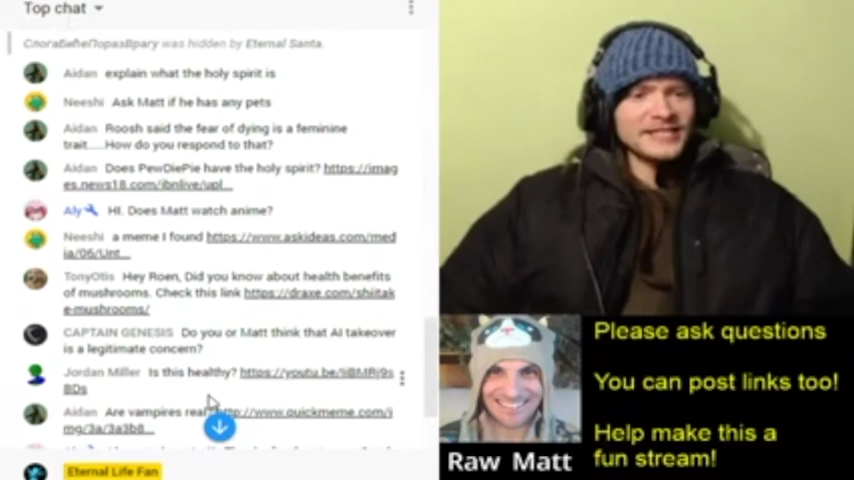 Top chat
СлогаБићеПоразВрагу was hidden by Eternal Santa.
Aidan explain what the holy spirit is
Neeshi Ask Matt if he has any pets
Aidan Roosh said the fear of dying is a feminine
trait.....How do you respond to that?
Aidan Does PewDiePie have the holy spirit? https://imag
es.news18.com/ibnlive/upl...
Aly HI. Does Matt watch anime?
Neeshi a meme I found https://www.askideas.com/med
ia/06/Unt...
TonyOtis Hey Roen, Did you know about health benefits
of mushrooms. Check this link https://draxe.com/shiitak
e-mushrooms/
CAPTAIN GENESIS Do you or Matt think that AI takeover
is a legitimate concern?
Jordan Miller Is this healthy?
Aidan Are vampires real? http://www.quickmeme.com/i
mg/3a/3a3b8...
Eternal Life Fan
Raw Matt
Please ask questions
You can post links too!
Help make this a
fun stream!